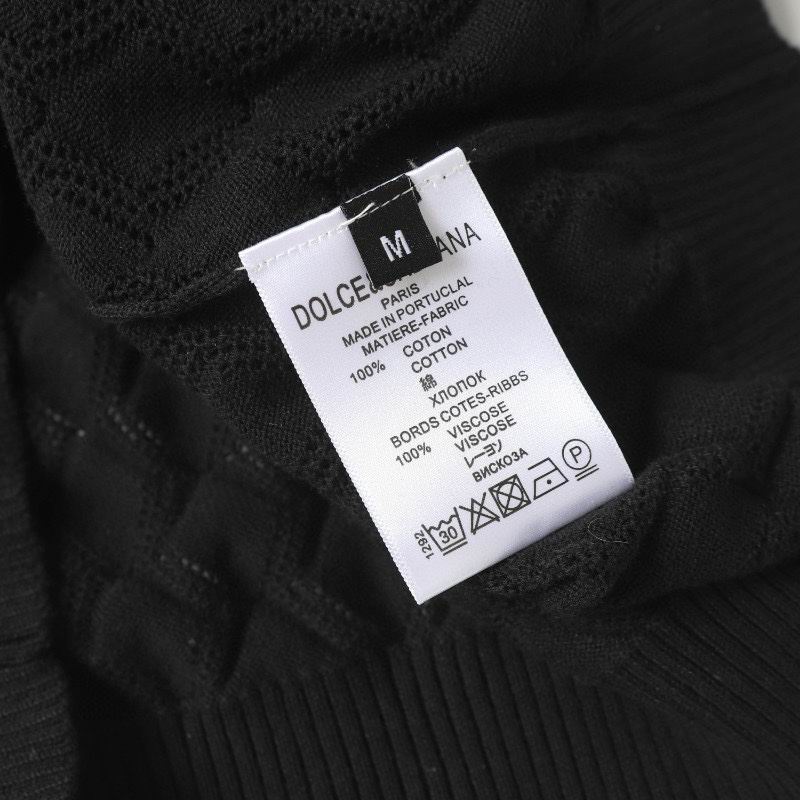 M
DOLCE&GABBANA
PARIS
MADE IN PORTUCLAL
MATIERE-FABRIC
100% COTON
COTTON
綿
ХЛОПОК
BORDS COTES-RIBBS
100% VISCOSE
VISCOSE
レーヨン
ВИСКОЗА
1292 30 P